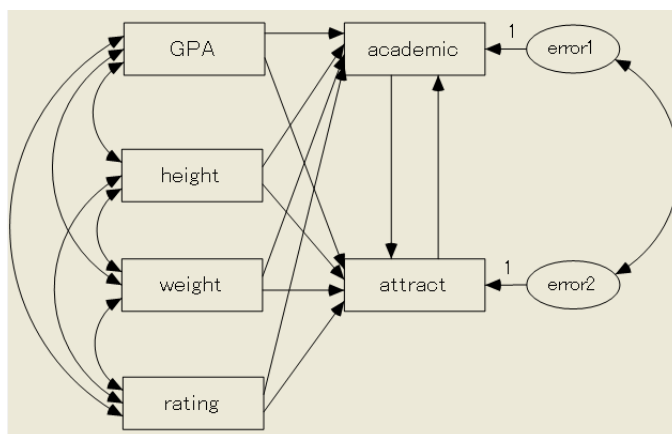 GPA
academic
1
error1
height
weight
attract
1
error2
rating